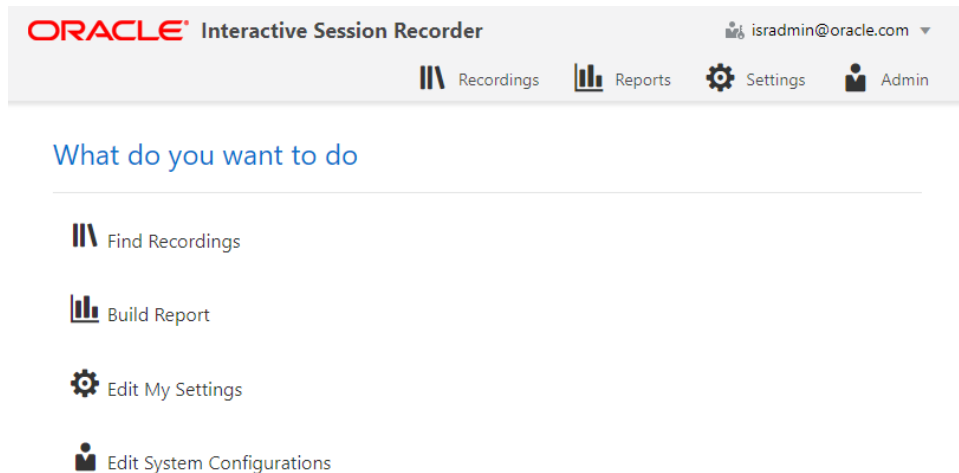 ORACLE® Interactive Session Recorder isradmin@oracle.com
Recordings Reports Settings Admin
What do you want to do
Find Recordings
Build Report
Edit My Settings
Edit System Configurations